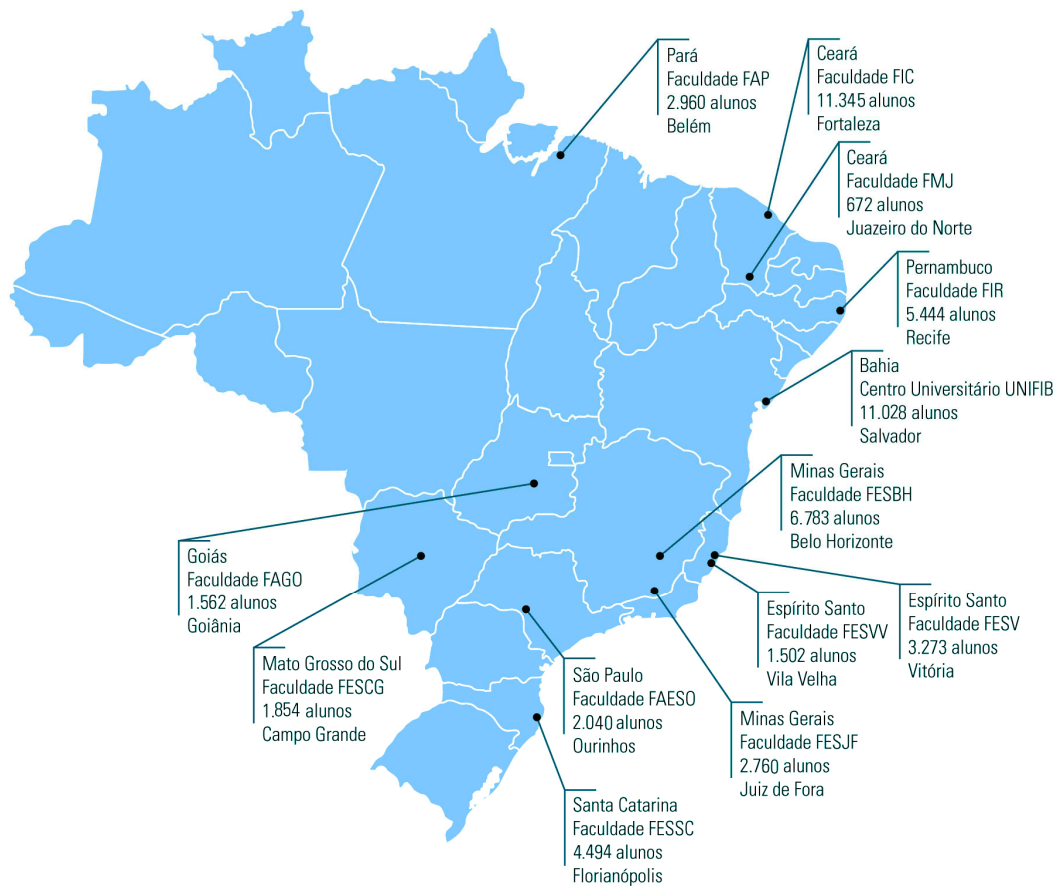 Pará
Faculdade FAP
2.960 alunos
Belém
Ceará
Faculdade FIC
11.345 alunos
Fortaleza
Ceará
Faculdade FMJ
672 alunos
Juazeiro do Norte
Pernambuco
Faculdade FIR
5.444 alunos
Recife
Bahia
Centro Universitário UNIFIB
11.028 alunos
Salvador
Minas Gerais
Faculdade FESBH
6.783 alunos
Belo Horizonte
Goiás
Faculdade FAGO
1.562 alunos
Goiânia
Espírito Santo
Faculdade FESV
3.273 alunos
Vitória
Espírito Santo
Faculdade FESVV
1.502 alunos
Vila Velha
Mato Grosso do Sul
Faculdade FESCG
1.854 alunos
Campo Grande
São Paulo
Faculdade FAESO
2.040 alunos
Ourinhos
Minas Gerais
Faculdade FESJF
2.760 alunos
Juiz de Fora
Santa Catarina
Faculdade FESSC
4.494 alunos
Florianópolis